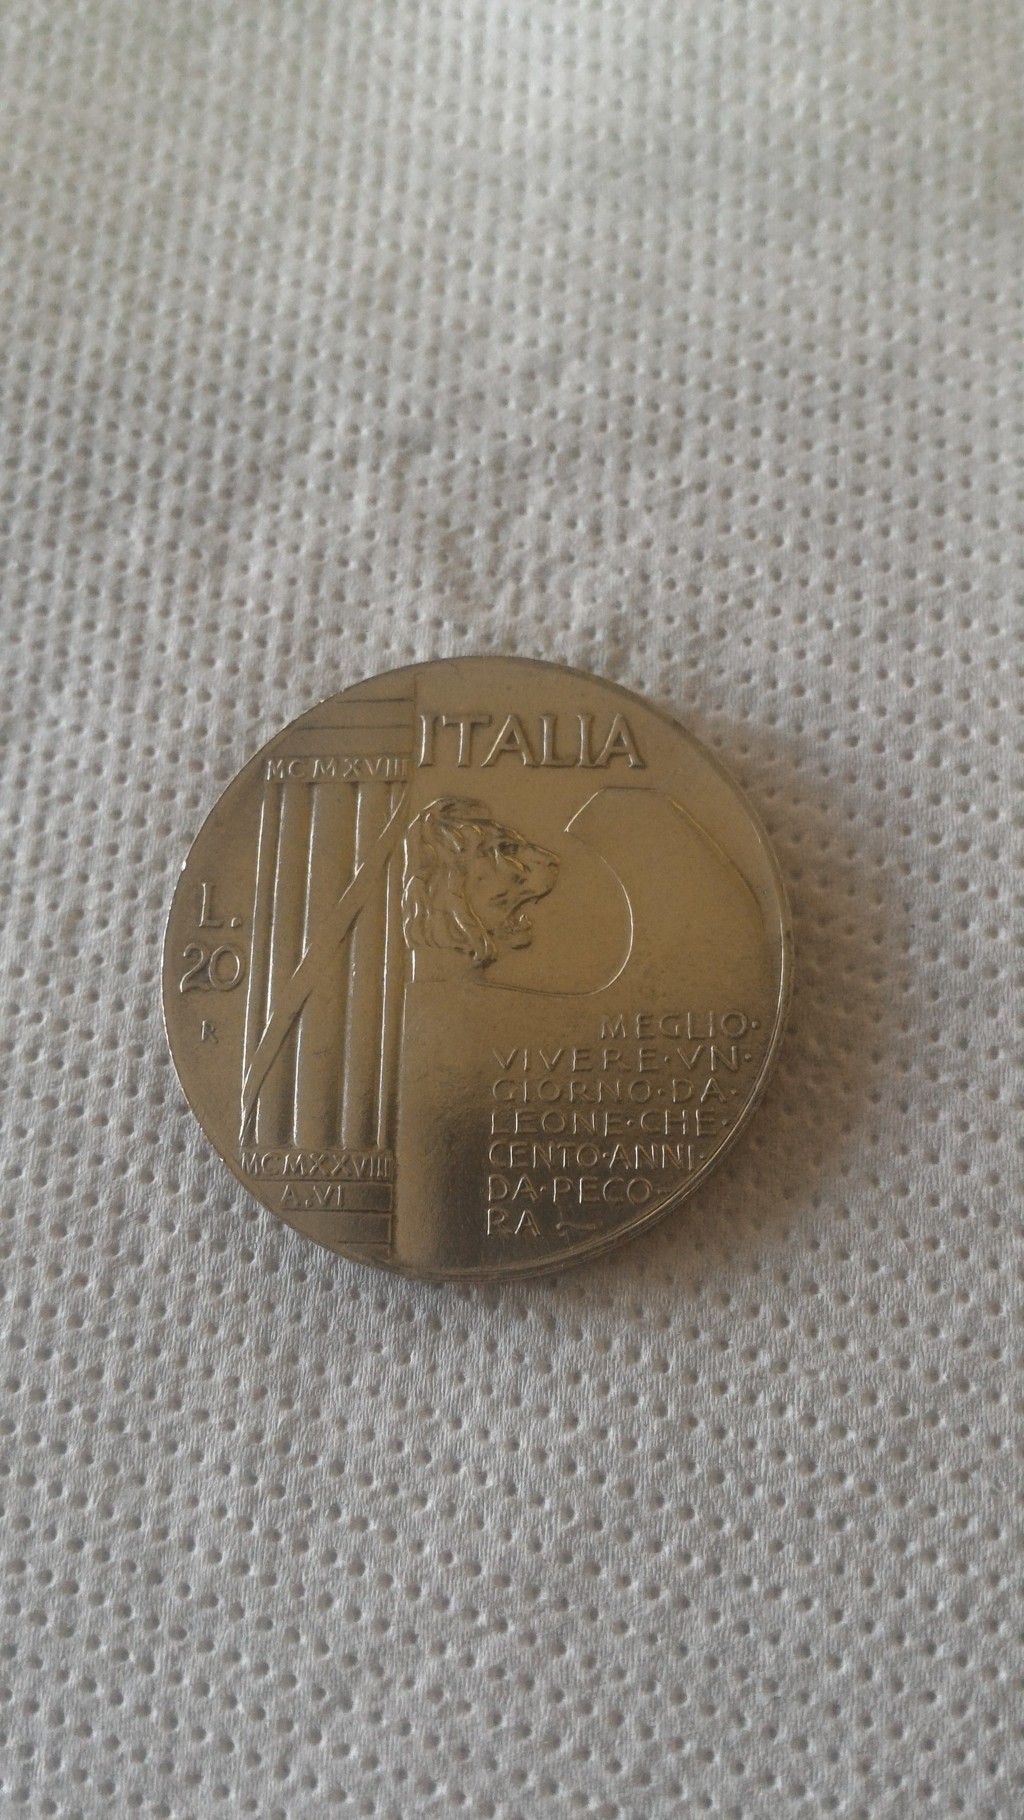 ITALIA
MCMXVIII
L.
20
R
MEGLIO·
VIVERE·VN·
GIORNO·DA·
LEONE·CHE·
CENTO·ANNI·
DA·PECO
RA
MCMXXVIII
A.VI